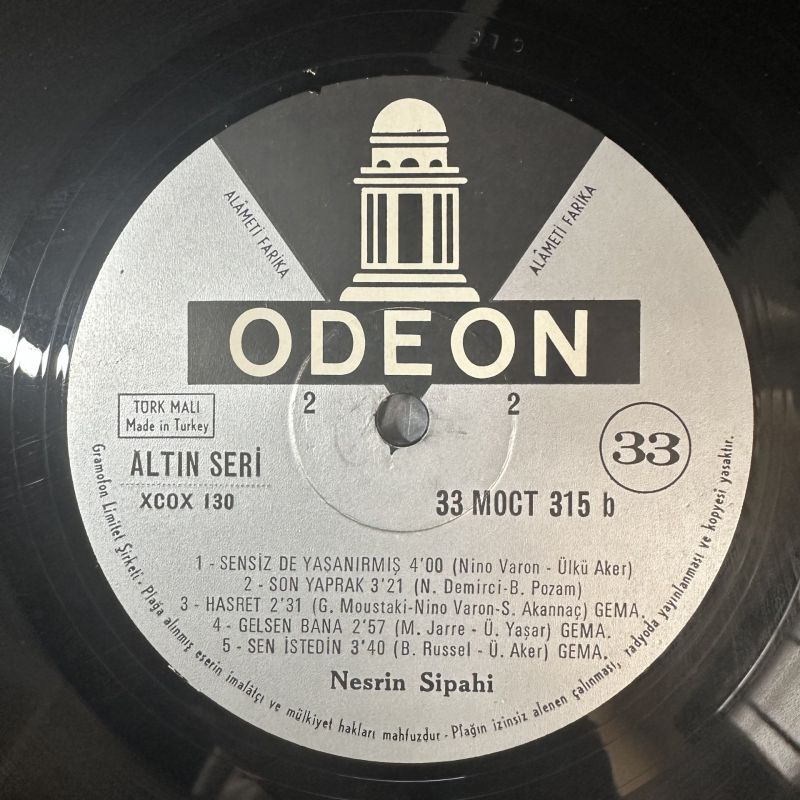 ALÂMETİ FARİKA
ALÂMETİ FARİKA
ODEON
2 2
TÜRK MALI
Made in Turkey
33
ALTIN SERİ
XCOX 130
33 MOCT 315 b
1 - SENSİZ DE YAŞANIRMIŞ 4'00 (Nino Varon - Ülkü Aker)
2 - SON YAPRAK 3'21 (N. Demirci-B. Pozam)
3 - HASRET 2'31 (G. Moustaki-Nino Varon-S. Akannaç) GEMA.
4 - GELSEN BANA 2'57 (M. Jarre - Ü. Yaşar) GEMA.
5 - SEN İSTEDİN 3'40 (B. Russel - Ü. Aker) GEMA.
Nesrin Sipahi
Gramofon Limitet Şirketi - Plağa alınmış eserin imalâtçı ve mülkiyet hakları mahfuzdur - Plağın izinsiz alenen çalınması, radyoda yayınlanması ve kopyesi yasaktır.